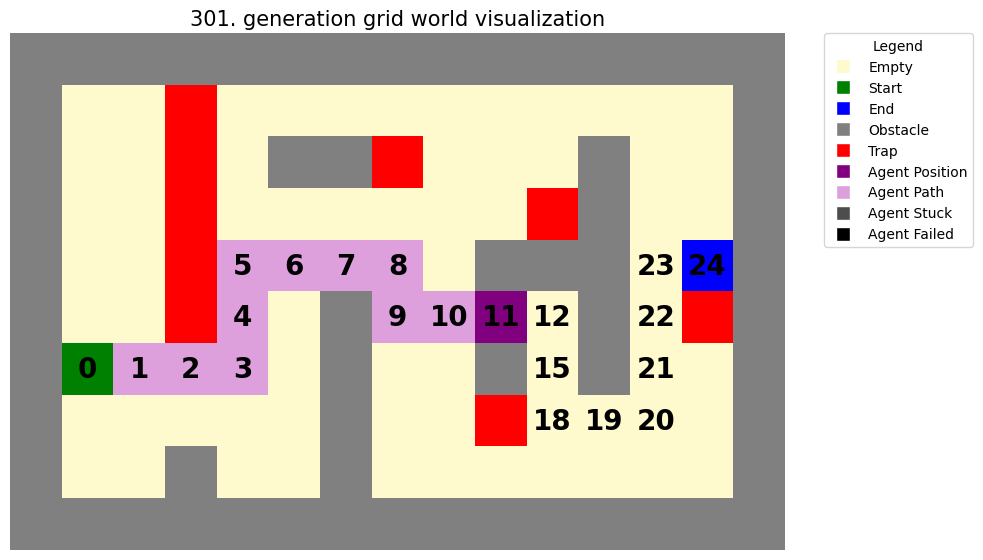 301. generation grid world visualization
Legend
Empty
Start
End
Obstacle
Trap
Agent Position
Agent Path
Agent Stuck
Agent Failed
5 6 7 8 23 24
4 9 10 11 12 22
0 1 2 3 15 21
18 19 20